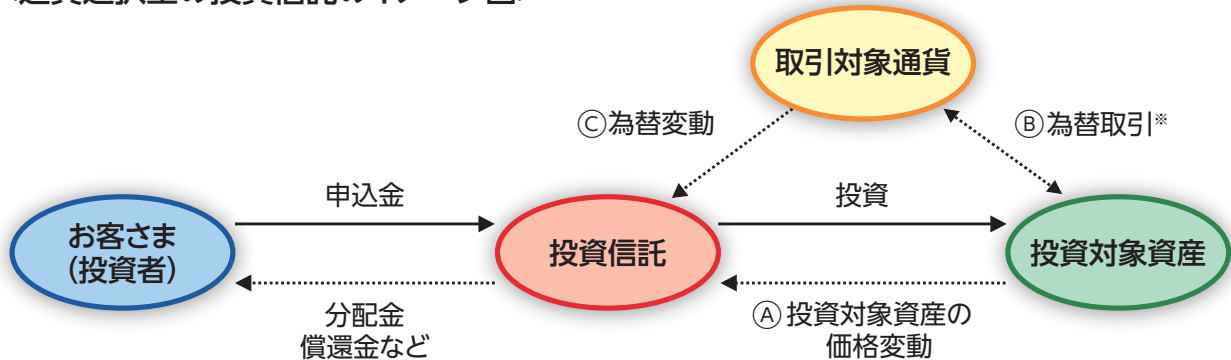 取引対象通貨
Ⓒ為替変動
Ⓑ為替取引※
申込金
投資
お客さま
（投資者）
投資信託
投資対象資産
分配金
償還金など
Ⓐ投資対象資産の
価格変動